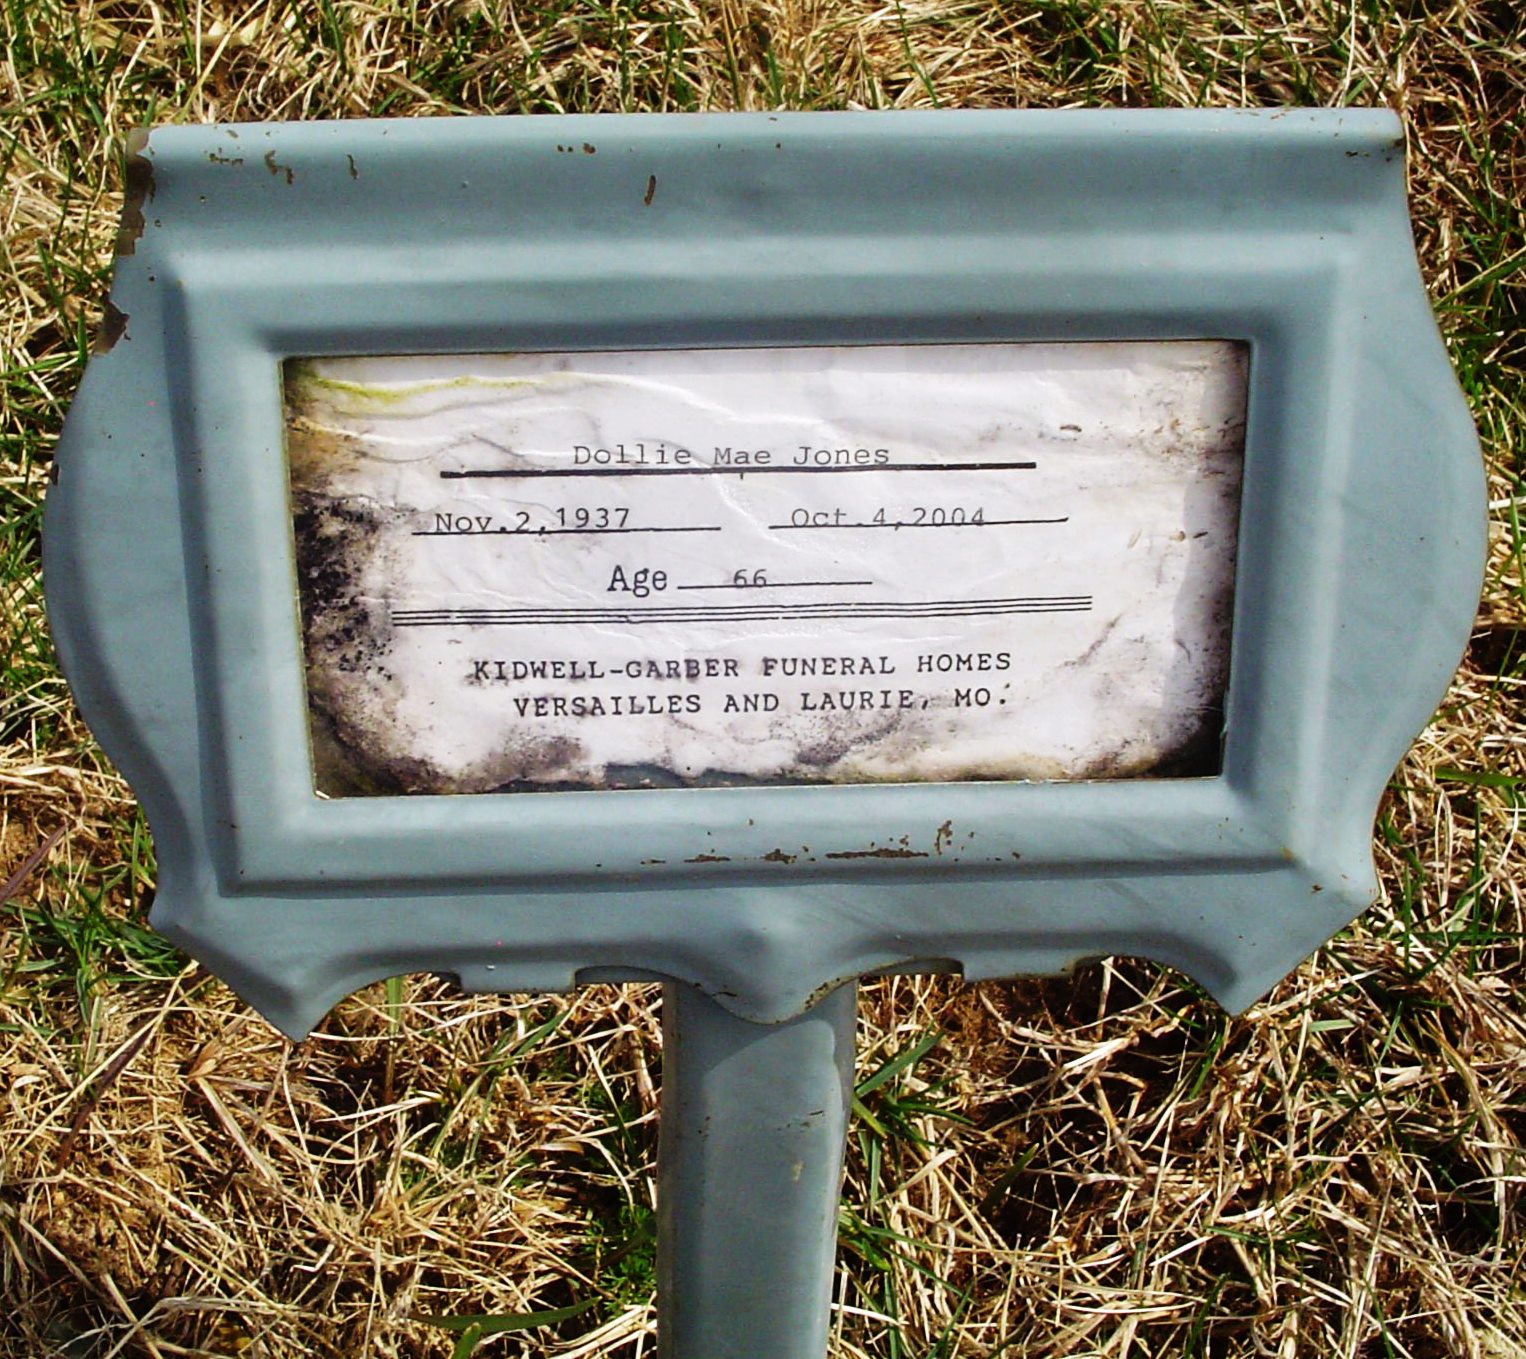 Dollie Mae Jones
Nov.2,1937 Oct.4,2004
Age 66
KIDWELL-GARBER FUNERAL HOMES
VERSAILLES AND LAURIE, MO.